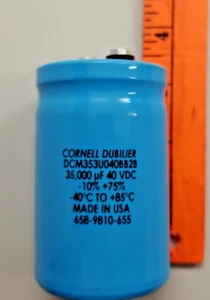 CORNELL DUBILIER
DCM353U040BB2B
35,000 µF 40 VDC
-10% +75%
-40°C TO +85°C
MADE IN USA
658-9810-655